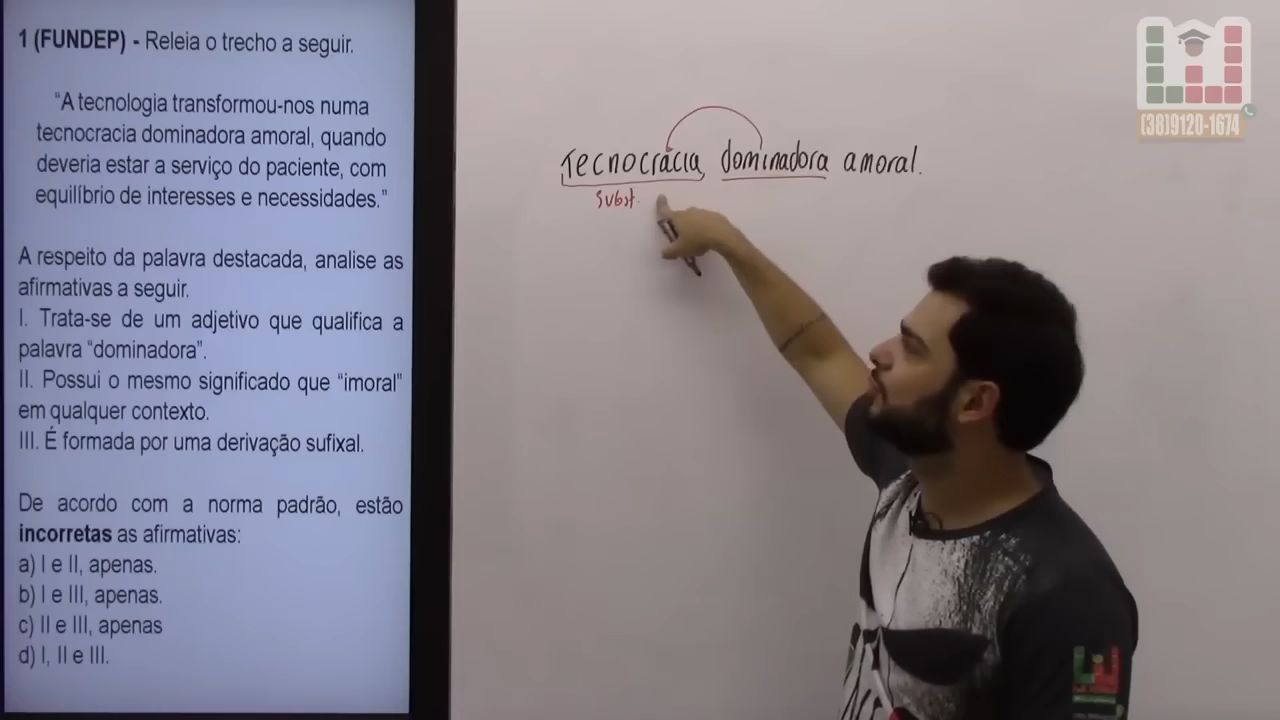 1 (FUNDEP) - Releia o trecho a seguir.
“A tecnologia transformou-nos numa
tecnocracia dominadora amoral, quando
deveria estar a serviço do paciente, com
equilíbrio de interesses e necessidades.”
A respeito da palavra destacada, analise as
afirmativas a seguir.
I. Trata-se de um adjetivo que qualifica a
palavra “dominadora”.
II. Possui o mesmo significado que “imoral”
em qualquer contexto.
III. É formada por uma derivação sufixal.
De acordo com a norma padrão, estão
incorretas as afirmativas:
a) I e II, apenas.
b) I e III, apenas.
c) II e III, apenas
d) I, II e III.
Tecnocracia dominadora amoral.
Subst.
(38)9120-1674